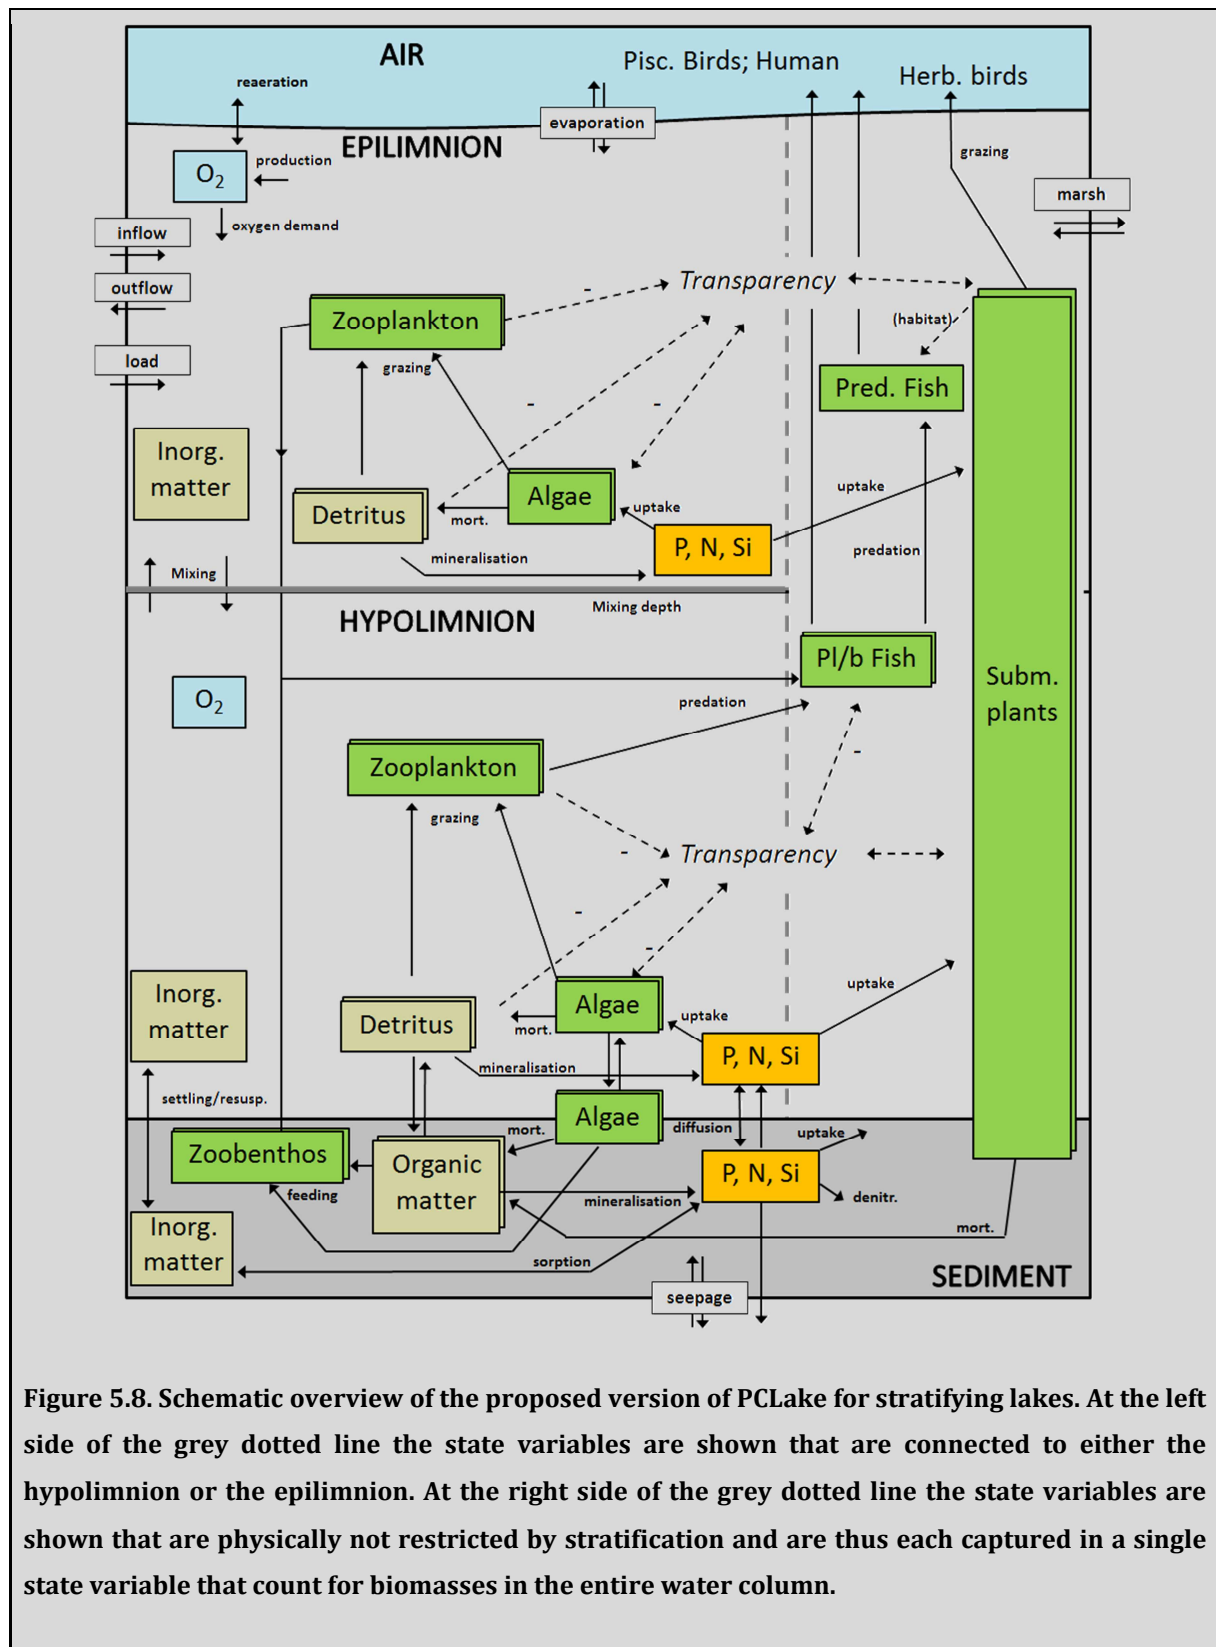 AIR
Pisc. Birds; Human
Herb. birds
reaeration
evaporation
EPILIMNION
production
O2
grazing
marsh
oxygen demand
inflow
outflow
Transparency
-
Zooplankton
(habitat)
load
grazing
Pred. Fish
-
-
Inorg.
matter
Algae
uptake
Detritus
mort.
uptake
P, N, Si
predation
mineralisation
Mixing
Mixing depth
HYPOLIMNION
Pl/b Fish
Subm.
plants
O2
predation
-
Zooplankton
grazing
-
Transparency
-
-
Inorg.
matter
Algae
uptake
Detritus
mort.
uptake
P, N, Si
mineralisation
settling/resusp.
Algae
mort.
diffusion
uptake
Zoobenthos
Organic
matter
P, N, Si
feeding
mineralisation
denitr.
Inorg.
matter
mort.
sorption
SEDIMENT
seepage
Figure 5.8. Schematic overview of the proposed version of PCLake for stratifying lakes. At the left
side of the grey dotted line the state variables are shown that are connected to either the
hypolimnion or the epilimnion. At the right side of the grey dotted line the state variables are
shown that are physically not restricted by stratification and are thus each captured in a single
state variable that count for biomasses in the entire water column.